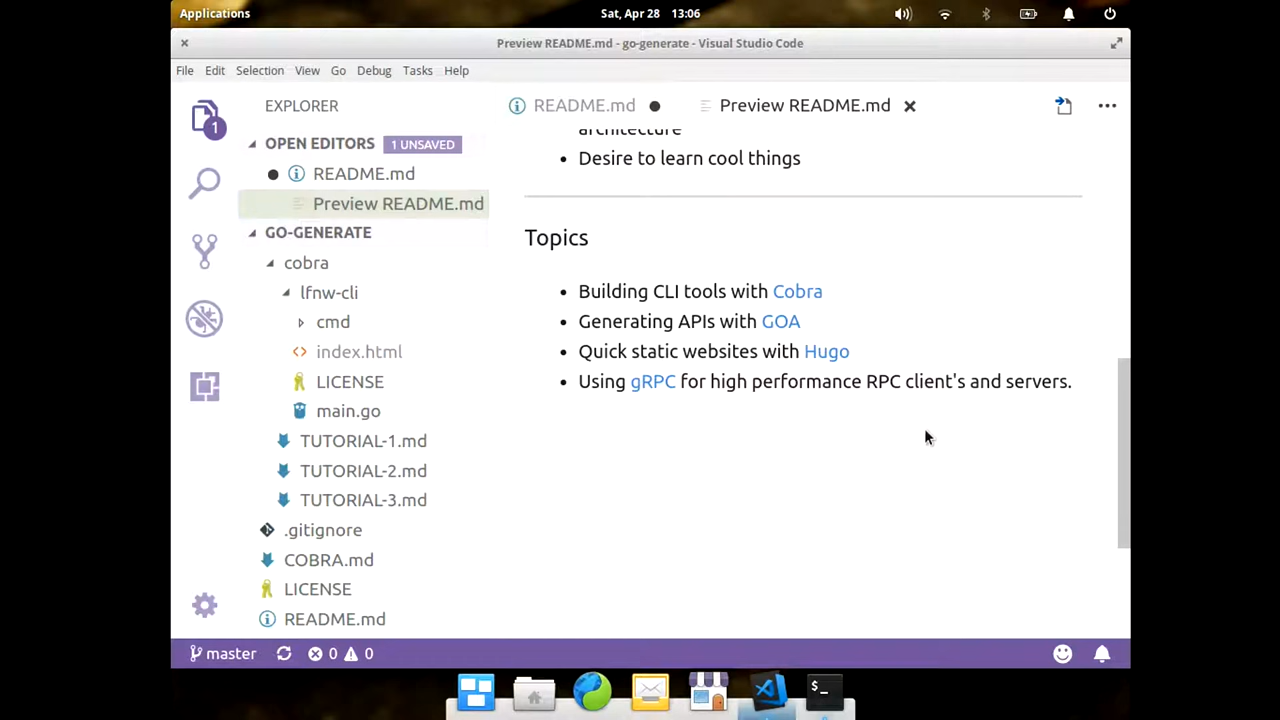 Applications
Sat, Apr 28 13:06
Preview README.md - go-generate - Visual Studio Code
File Edit Selection View Go Debug Tasks Help
EXPLORER
1
OPEN EDITORS 1 UNSAVED
README.md
Preview README.md
GO-GENERATE
cobra
lfnw-cli
cmd
index.html
LICENSE
main.go
TUTORIAL-1.md
TUTORIAL-2.md
TUTORIAL-3.md
.gitignore
COBRA.md
LICENSE
README.md
README.md
Preview README.md
architecture
Desire to learn cool things
Topics
Building CLI tools with Cobra
Generating APIs with GOA
Quick static websites with Hugo
Using gRPC for high performance RPC client's and servers.
master 0 0
$_